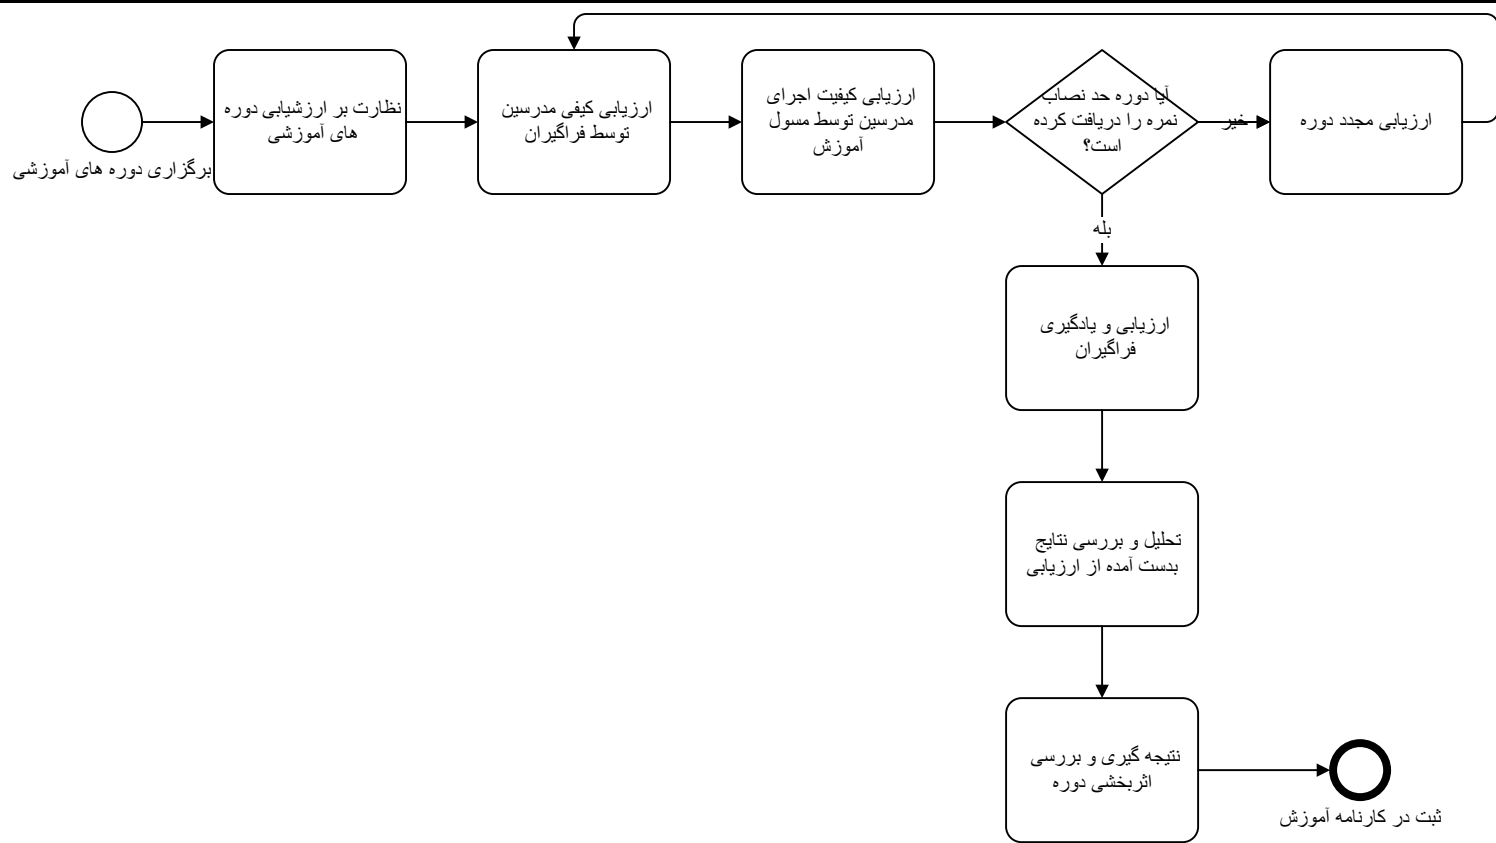 برگزاری دوره های آموزشی
نظارت بر ارزشیابی دوره
های آموزشی
ارزیابی کیفی مدرسین
توسط فراگیران
ارزیابی کیفیت اجرای
مدرسین توسط مسول
آموزش
آیا دوره حد نصاب
نمره را دریافت کرده
است؟
خیر
ارزیابی مجدد دوره
بله
ارزیابی و یادگیری
فراگیران
تحلیل و بررسی نتایج
بدست آمده از ارزیابی
نتیجه گیری و بررسی
اثربخشی دوره
ثبت در کارنامه آموزش